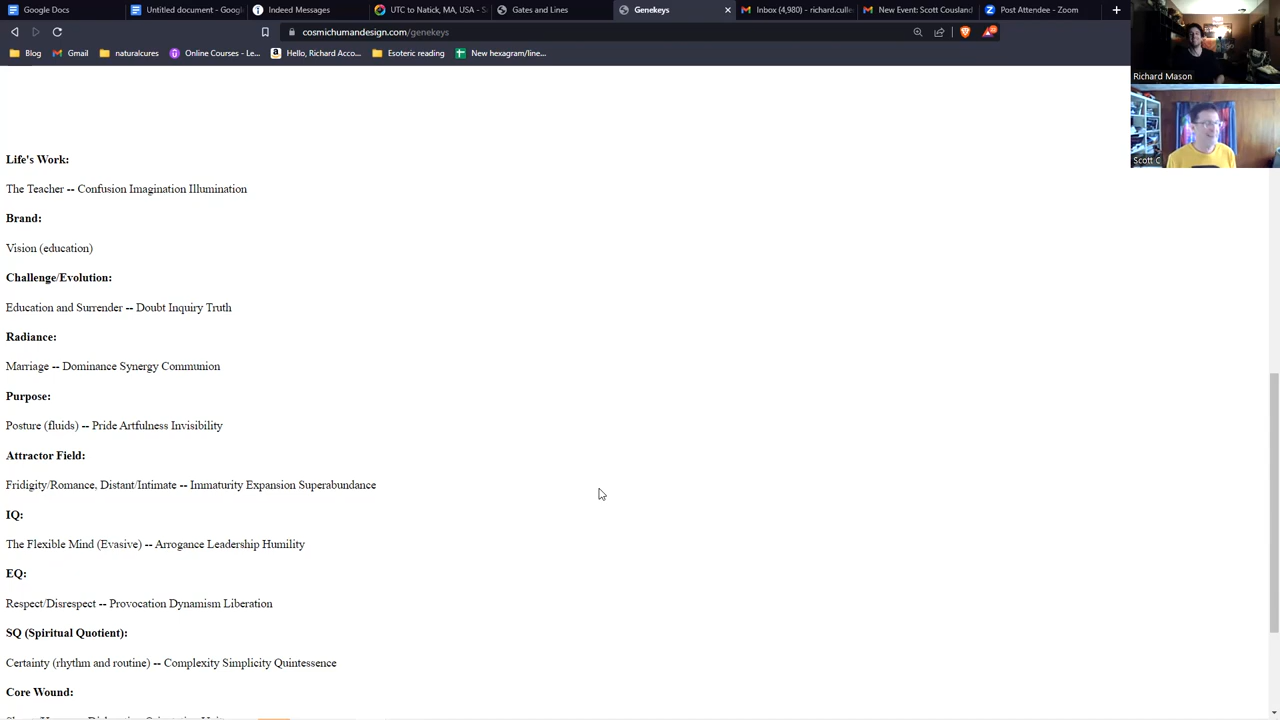 Google Docs
Untitled document - Googl
Indeed Messages
UTC to Natick, MA, USA - S
Gates and Lines
Genekeys
Inbox (4,980) - richard.culle
New Event: Scott Cousland
Post Attendee - Zoom
cosmichumandesign.com/genekeys
Blog
Gmail
naturalcures
Online Courses - Le...
Hello, Richard Acco...
Esoteric reading
New hexagram/line...
Richard Mason
Scott C
Life's Work:
The Teacher -- Confusion Imagination Illumination
Brand:
Vision (education)
Challenge/Evolution:
Education and Surrender -- Doubt Inquiry Truth
Radiance:
Marriage -- Dominance Synergy Communion
Purpose:
Posture (fluids) -- Pride Artfulness Invisibility
Attractor Field:
Fridigity/Romance, Distant/Intimate -- Immaturity Expansion Superabundance
IQ:
The Flexible Mind (Evasive) -- Arrogance Leadership Humility
EQ:
Respect/Disrespect -- Provocation Dynamism Liberation
SQ (Spiritual Quotient):
Certainty (rhythm and routine) -- Complexity Simplicity Quintessence
Core Wound: